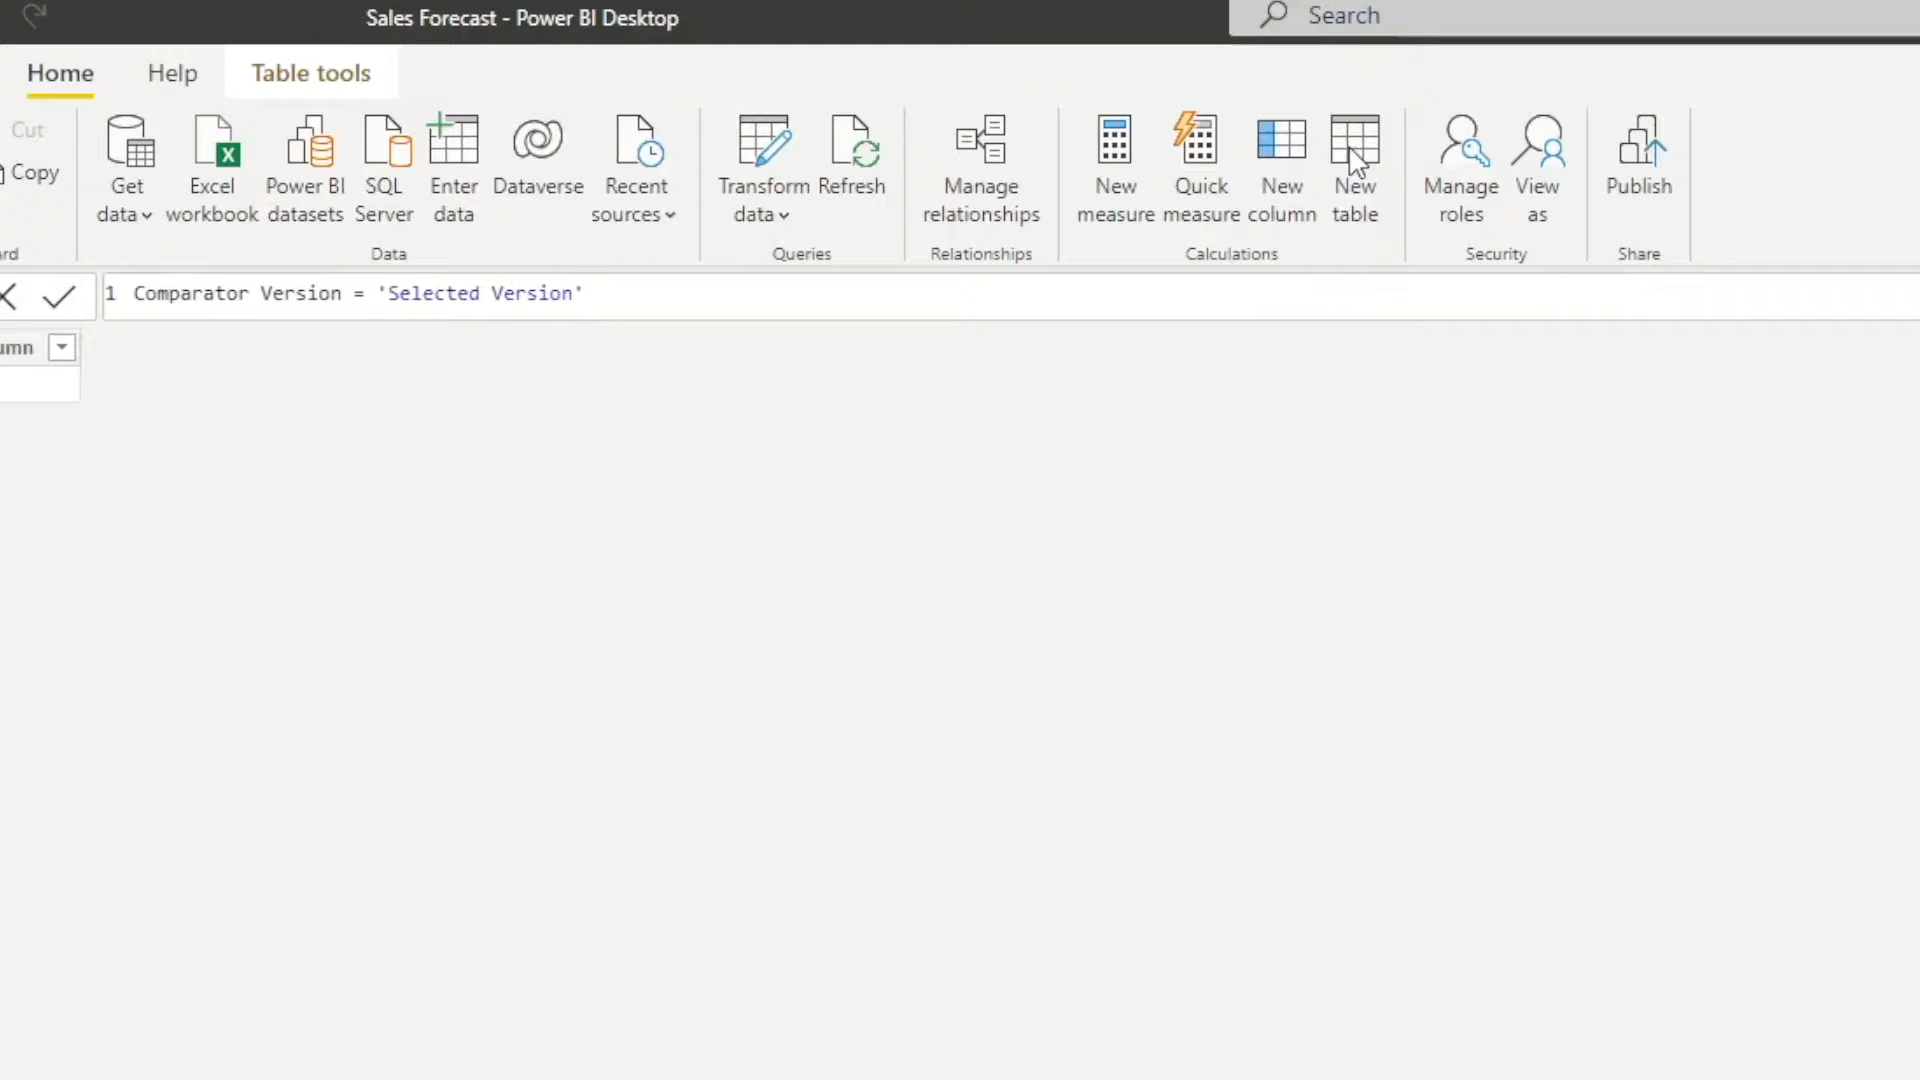 Sales Forecast - Power BI Desktop
Search
Home
Help
Table tools
Cut
Copy
Get data
Excel workbook
Power BI datasets
SQL Server
Enter data
Dataverse
Recent sources
Transform data
Refresh
Manage relationships
New measure
Quick measure
New column
New table
Manage roles
View as
Publish
Data
Queries
Relationships
Calculations
Security
Share
1 Comparator Version = 'Selected Version'